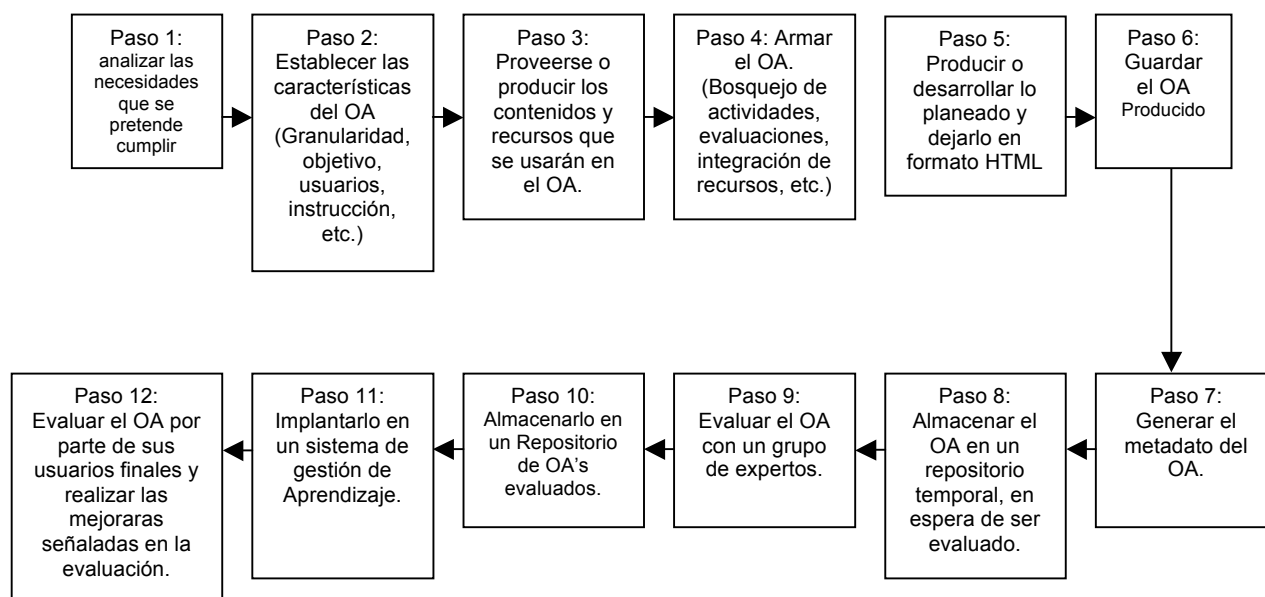 Paso 1:
analizar las
necesidades
que se
pretende
cumplir
Paso 2:
Establecer las
características
del OA
(Granularidad,
objetivo,
usuarios,
instrucción,
etc.)
Paso 3:
Proveerse o
producir los
contenidos y
recursos que
se usarán en
el OA.
Paso 4: Armar
el OA.
(Bosquejo de
actividades,
evaluaciones,
integración de
recursos, etc.)
Paso 5:
Producir o
desarrollar lo
planeado y
dejarlo en
formato HTML
Paso 6:
Guardar
el OA
Producido
Paso 7:
Generar el
metadato del
OA.
Paso 8:
Almacenar el
OA en un
repositorio
temporal, en
espera de ser
evaluado.
Paso 9:
Evaluar el OA
con un grupo
de expertos.
Paso 10:
Almacenarlo en
un Repositorio
de OA’s
evaluados.
Paso 11:
Implantarlo en
un sistema de
gestión de
Aprendizaje.
Paso 12:
Evaluar el OA por
parte de sus
usuarios finales y
realizar las
mejoraras
señaladas en la
evaluación.